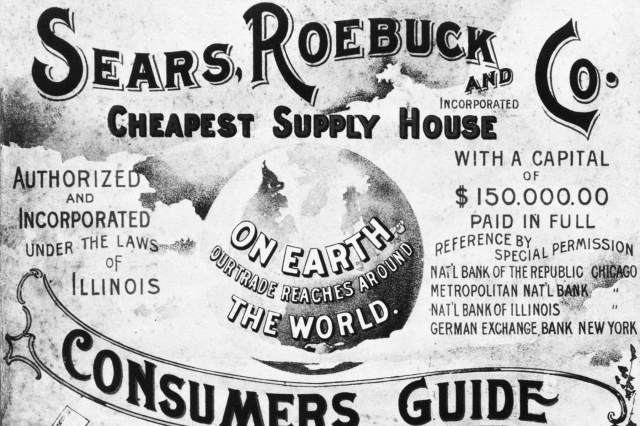 SEARS, ROEBUCK AND CO.
INCORPORATED
CHEAPEST SUPPLY HOUSE
AUTHORIZED
AND
INCORPORATED
UNDER THE LAWS
OF
ILLINOIS
ON EARTH.
OUR TRADE REACHES AROUND
THE WORLD.
WITH A CAPITAL
OF
$150.000.00
PAID IN FULL
REFERENCE BY
SPECIAL PERMISSION
NAT'L BANK OF THE REPUBLIC CHICAGO
METROPOLITAN NAT'L BANK "
NAT'L BANK OF ILLINOIS "
GERMAN EXCHANGE BANK NEW YORK
CONSUMERS GUIDE